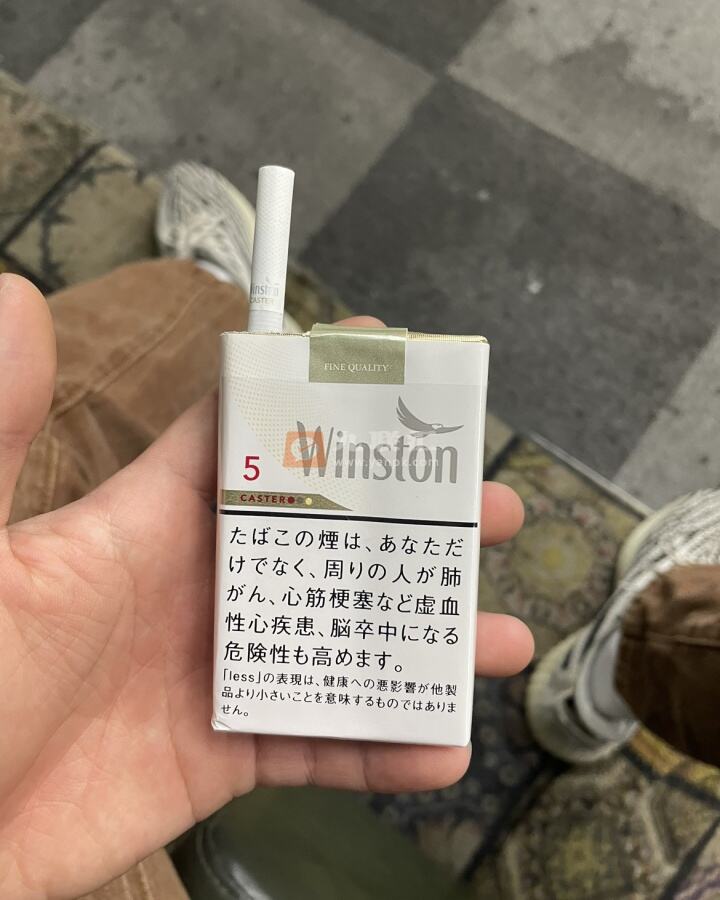 Winston
CASTER
FINE QUALITY
Winston
www.yanpk.com
5
CASTER
たばこの煙は、あなただ
けでなく、周りの人が肺
がん、心筋梗塞など虚血
性心疾患、脳卒中になる
危険性も高めます。
「less」の表現は、健康への悪影響が他製
品より小さいことを意味するものではありま
せん。